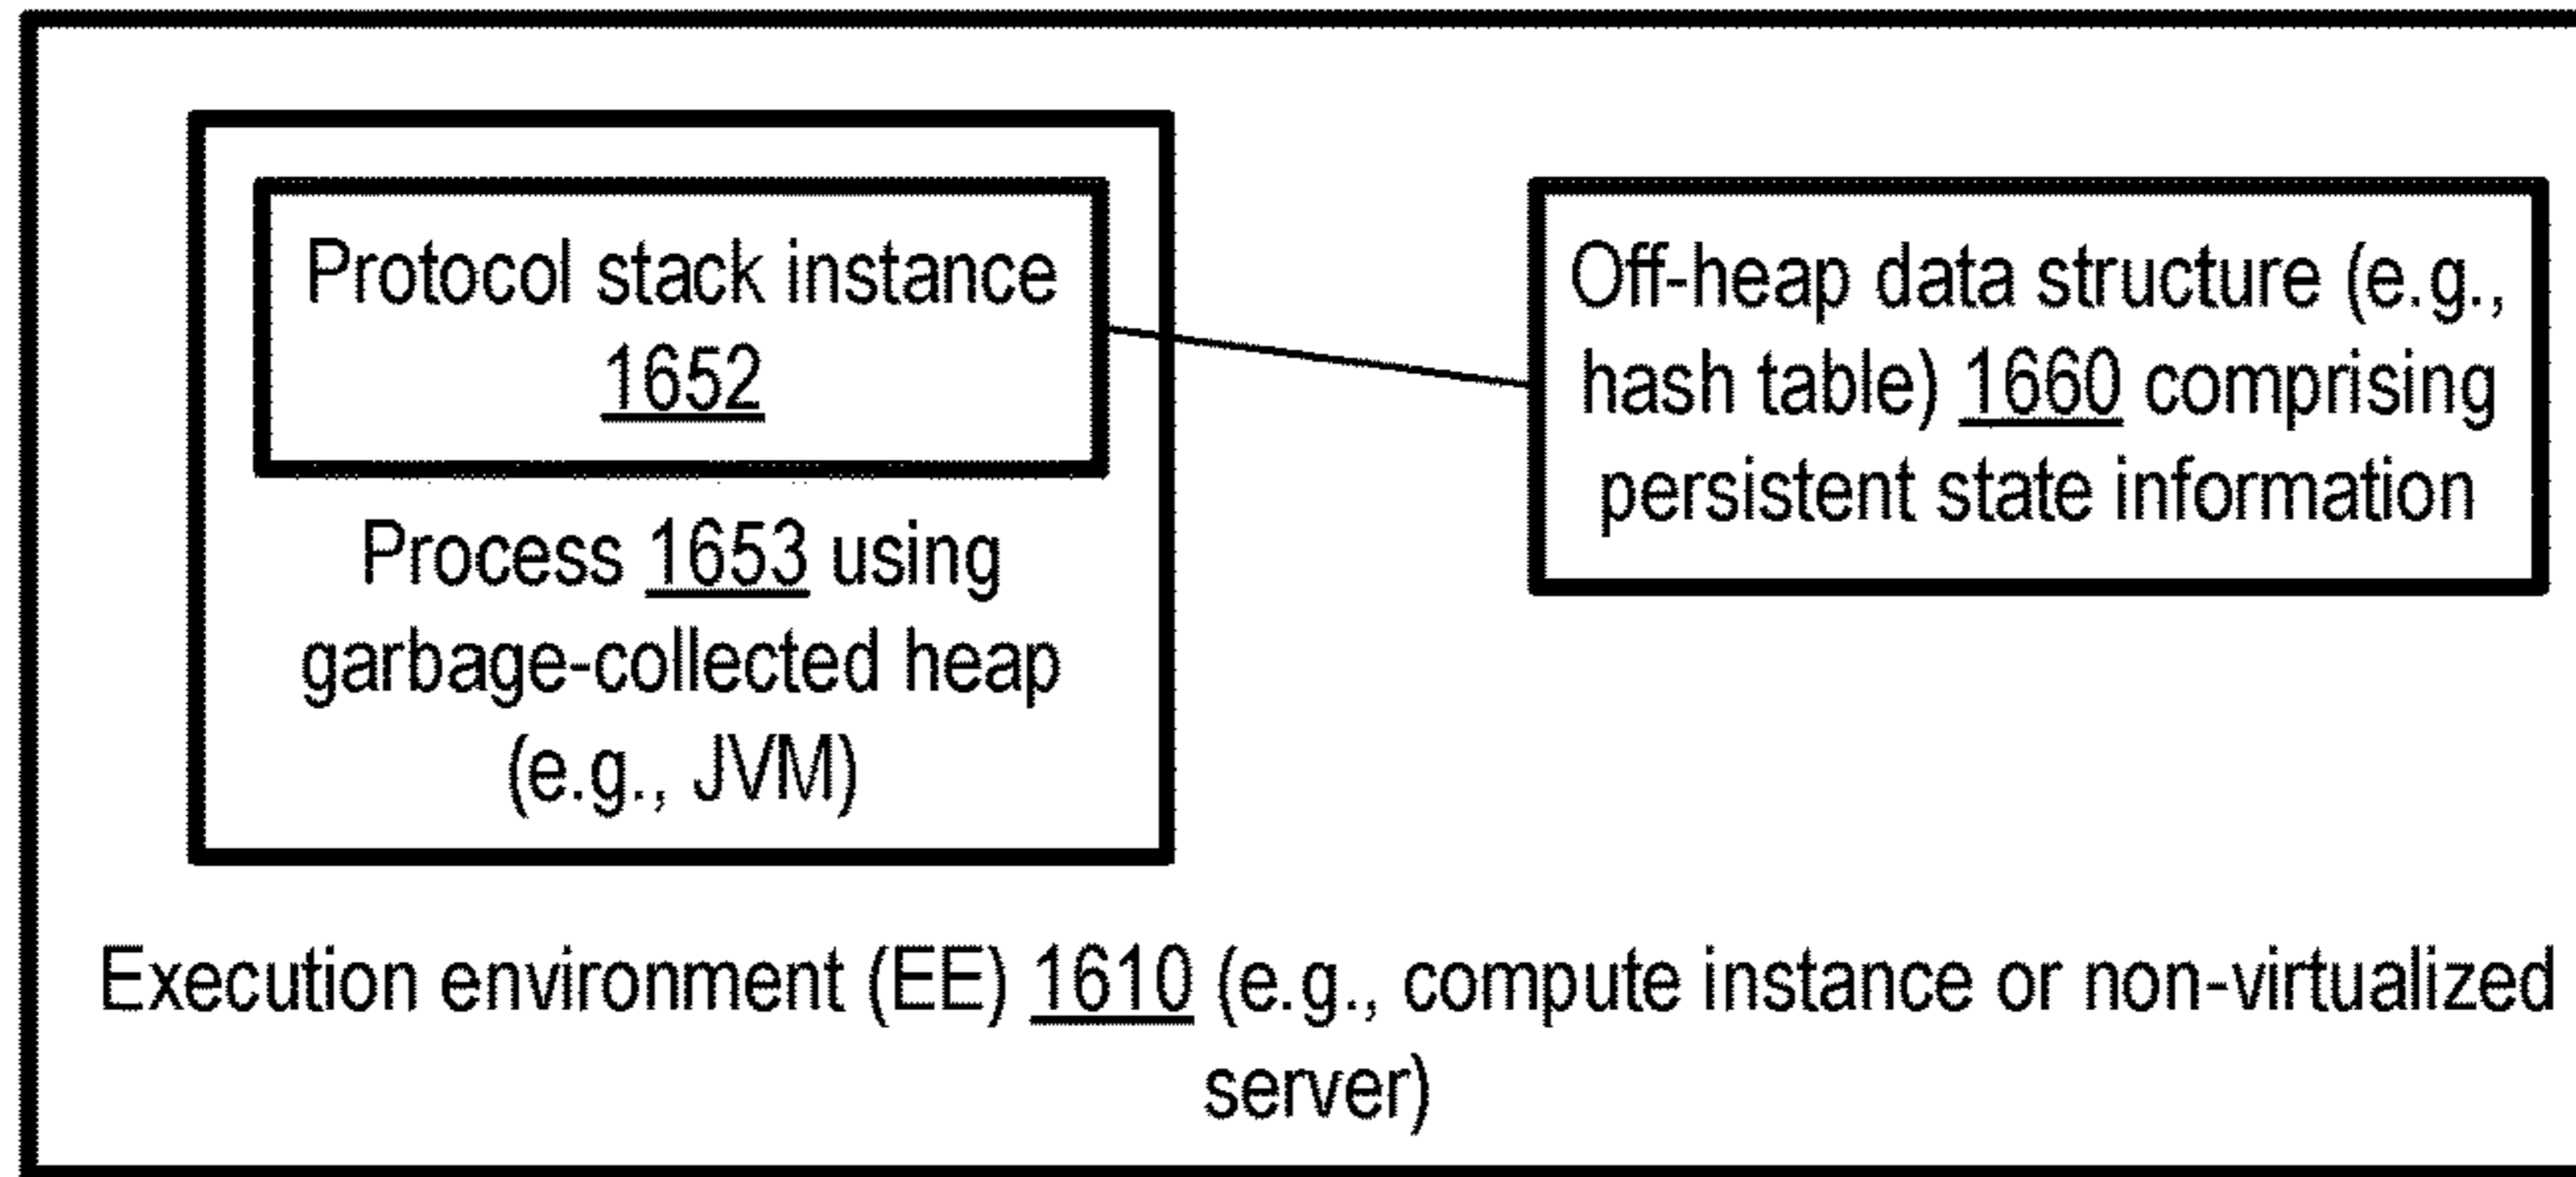 Protocol stack instance
1652
Process 1653 using
garbage-collected heap
(e.g., JVM)
Off-heap data structure (e.g.,
hash table) 1660 comprising
persistent state information
Execution environment (EE) 1610 (e.g., compute instance or non-virtualized
server)